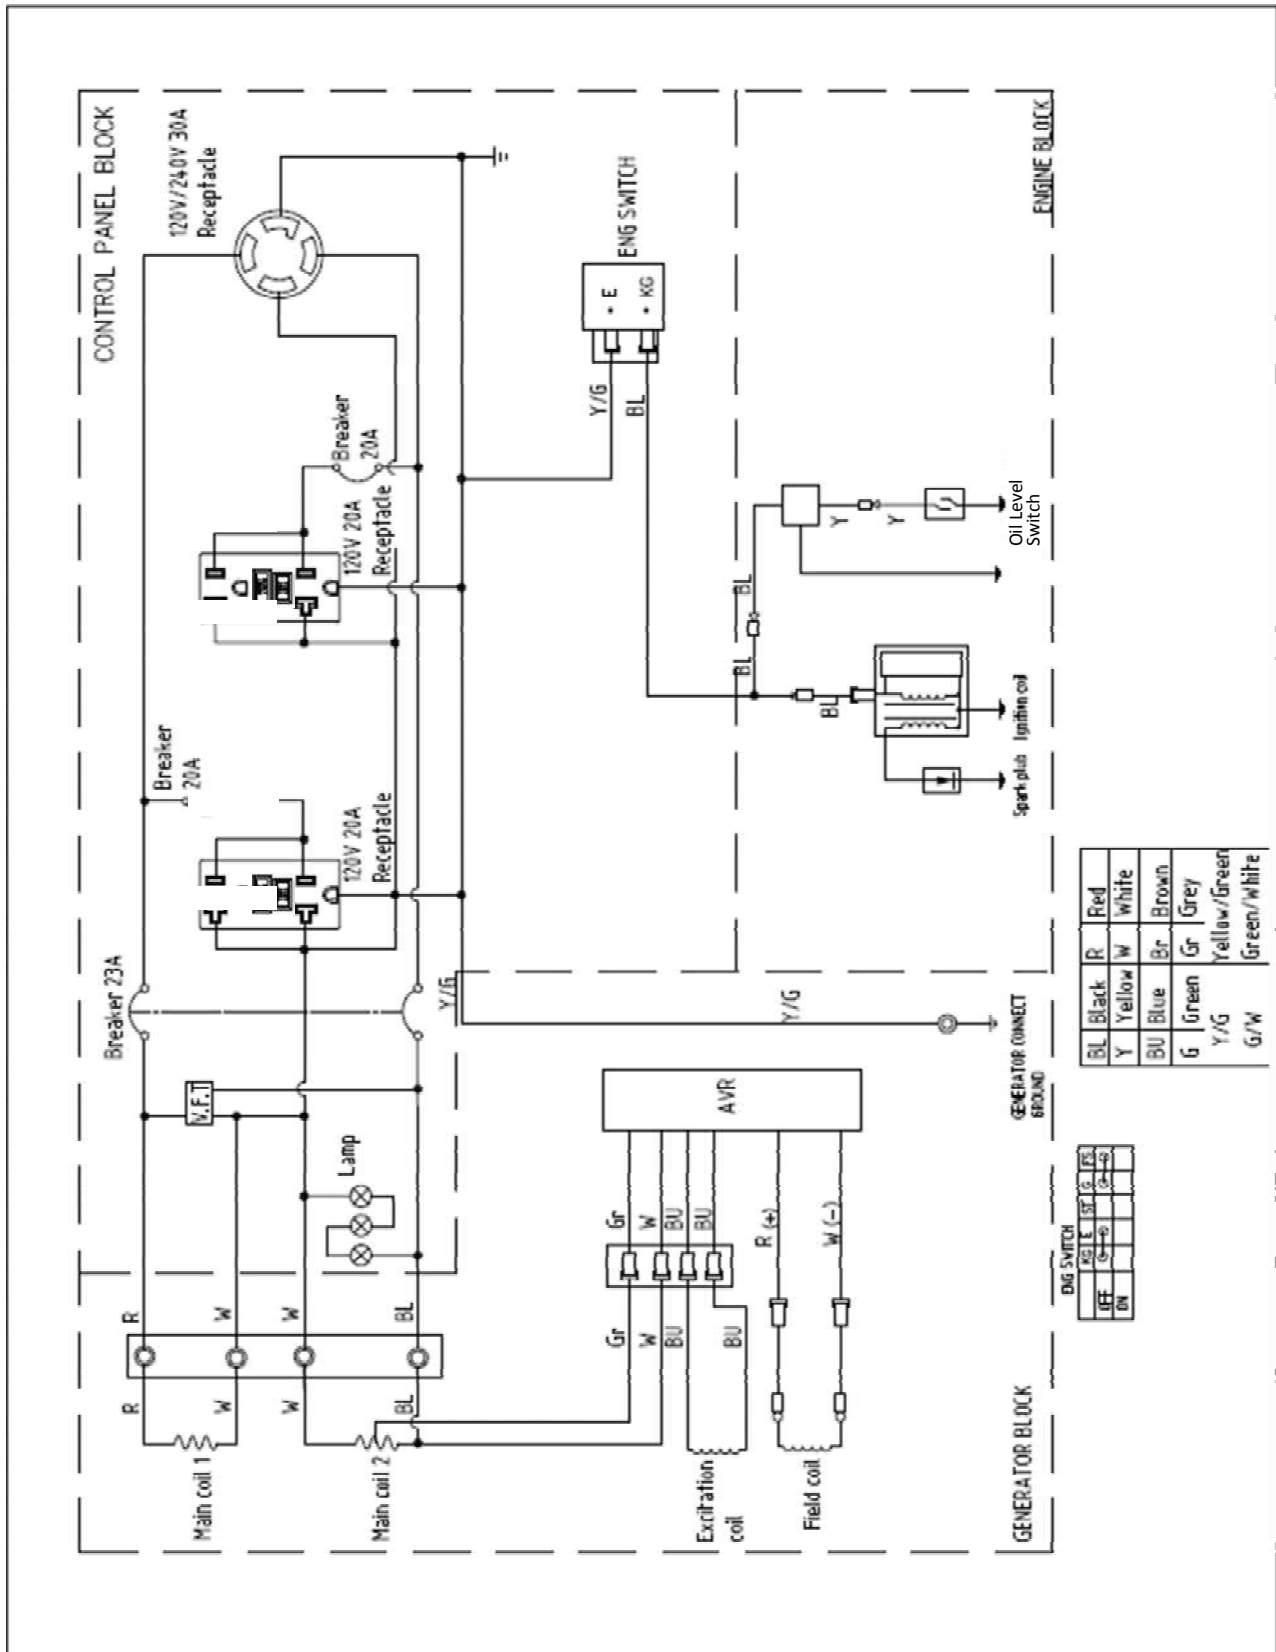 CONTROL PANEL BLOCK
Breaker 23A
Breaker
20A
120V/240V 30A
Receptacle
V.F.T
Lamp
120V 20A
Receptacle
120V 20A
Receptacle
Breaker
20A
R
W
W
BL
R
W
W
BL
Main coil 1
Main coil 2
Y/G
Y/G
Y/G
BL
E
KG
ENG SWITCH
Gr
W
BU
BU
Gr
W
BU
BU
R (+)
W (-)
AVR
Excitation
coil
Field coil
GENERATOR BLOCK
GENERATOR CONNECT
GROUND
BL
BL
BL
Y
Y
Spark plub
Ignition coil
Oil Level
Switch
ENGINE BLOCK
ENG SWITCH
KG E ST G FS
OFF
ON
BL Black R Red
Y Yellow W White
BU Blue Br Brown
G Green Gr Grey
Y/G Yellow/Green
G/W Green/White